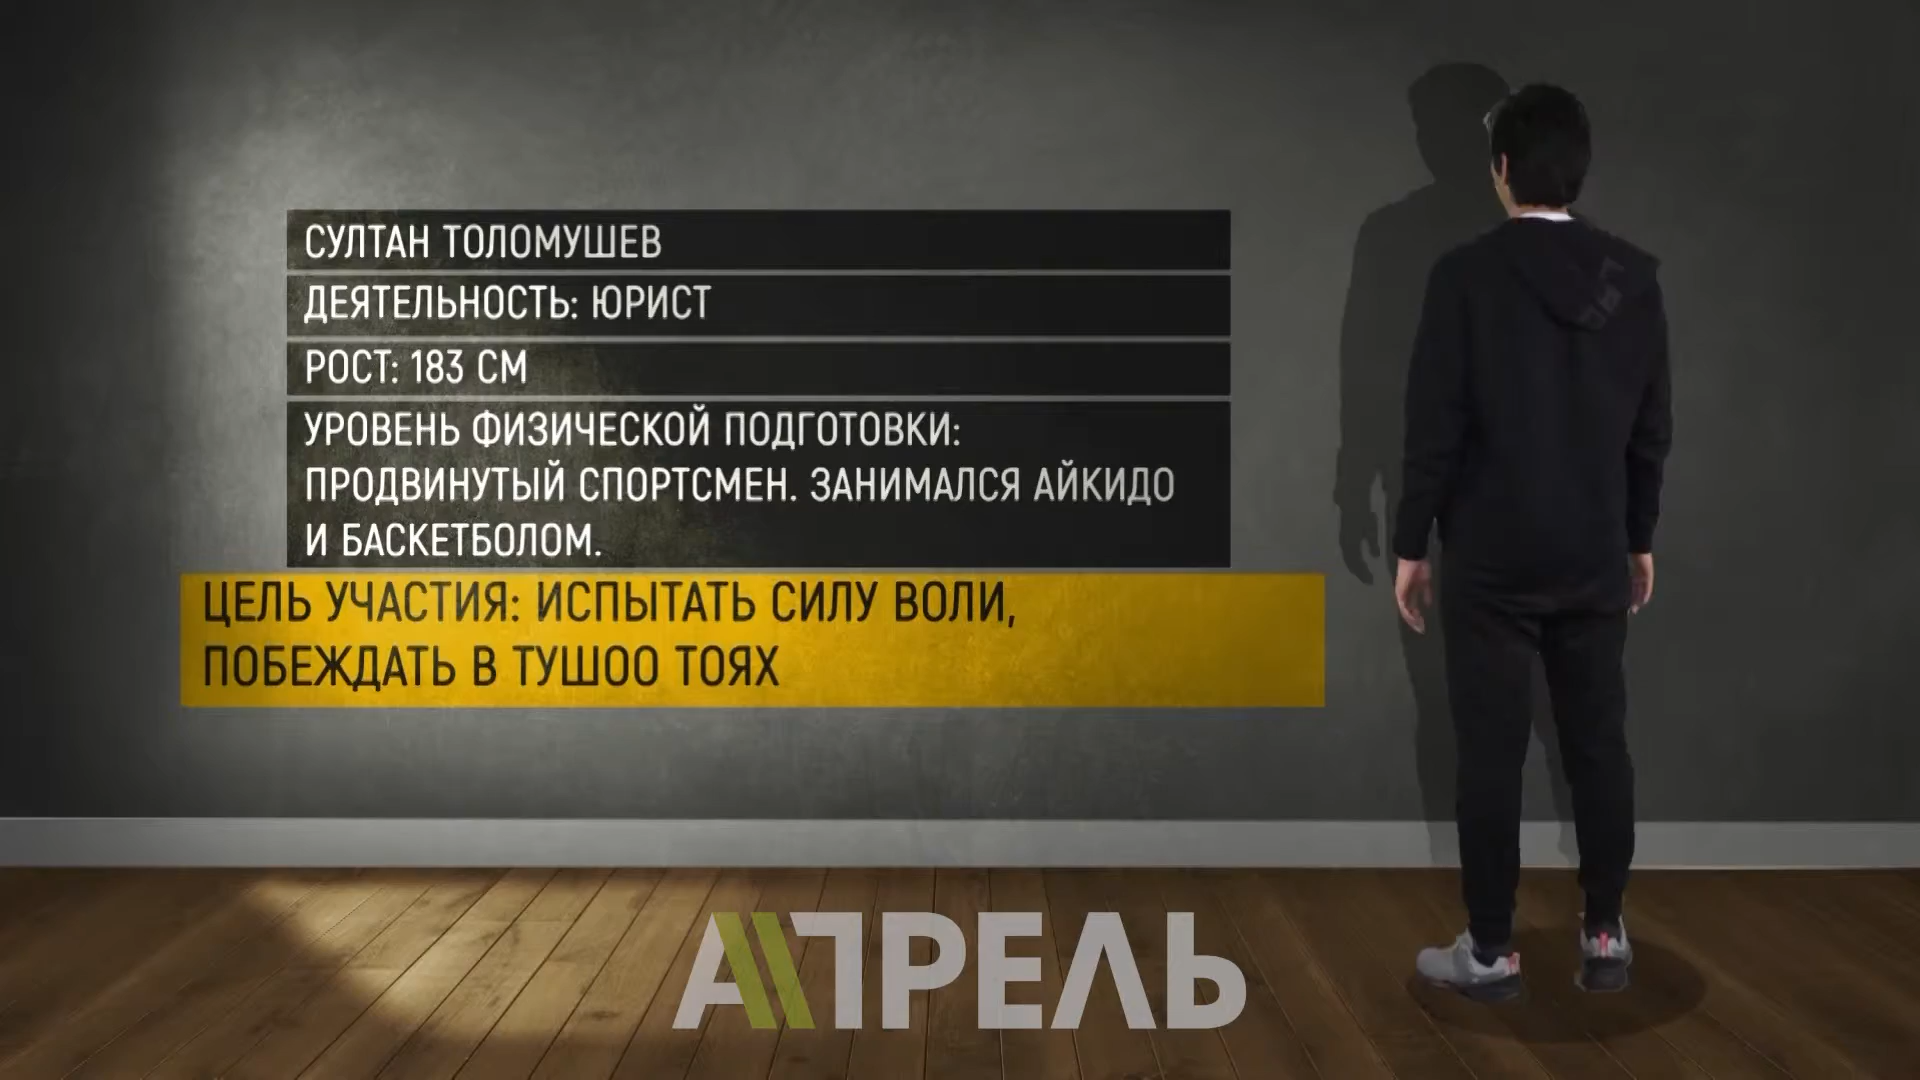 СУЛТАН ТОЛОМУШЕВ
ДЕЯТЕЛЬНОСТЬ: ЮРИСТ
РОСТ: 183 СМ
УРОВЕНЬ ФИЗИЧЕСКОЙ ПОДГОТОВКИ:
ПРОДВИНУТЫЙ СПОРТСМЕН. ЗАНИМАЛСЯ АЙКИДО
И БАСКЕТБОЛОМ.
ЦЕЛЬ УЧАСТИЯ: ИСПЫТАТЬ СИЛУ ВОЛИ,
ПОБЕЖДАТЬ В ТУШОО ТОЯХ
АПРЕЛЬ